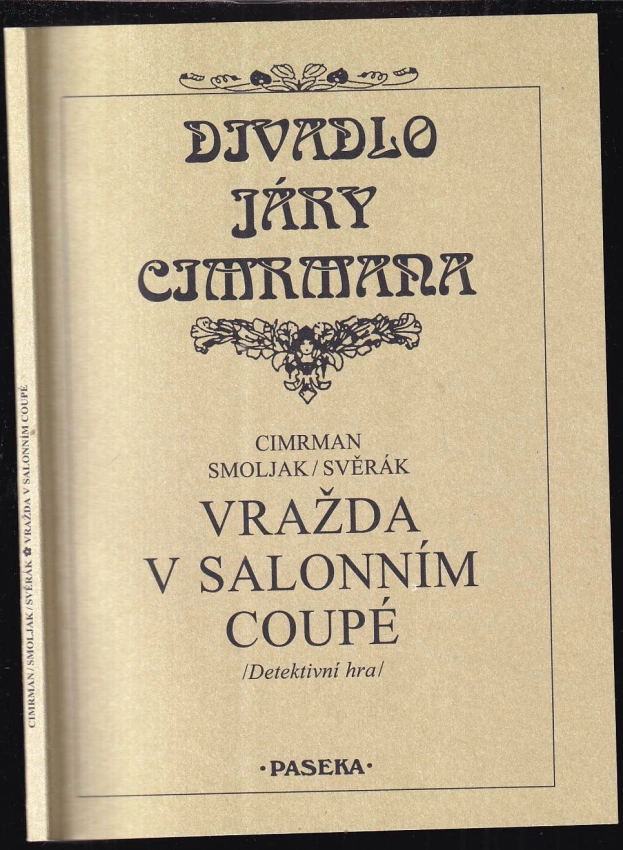 DIVADLO
JÁRY
CIMRMANA
CIMRMAN
SMOLJAK/SVĚRÁK
VRAŽDA
V SALONNÍM
COUPÉ
/Detektivní hra/
·PASEKA·
CIMRMAN/SMOLJAK/SVĚRÁK ✿ VRAŽDA V SALONNÍM COUPÉ